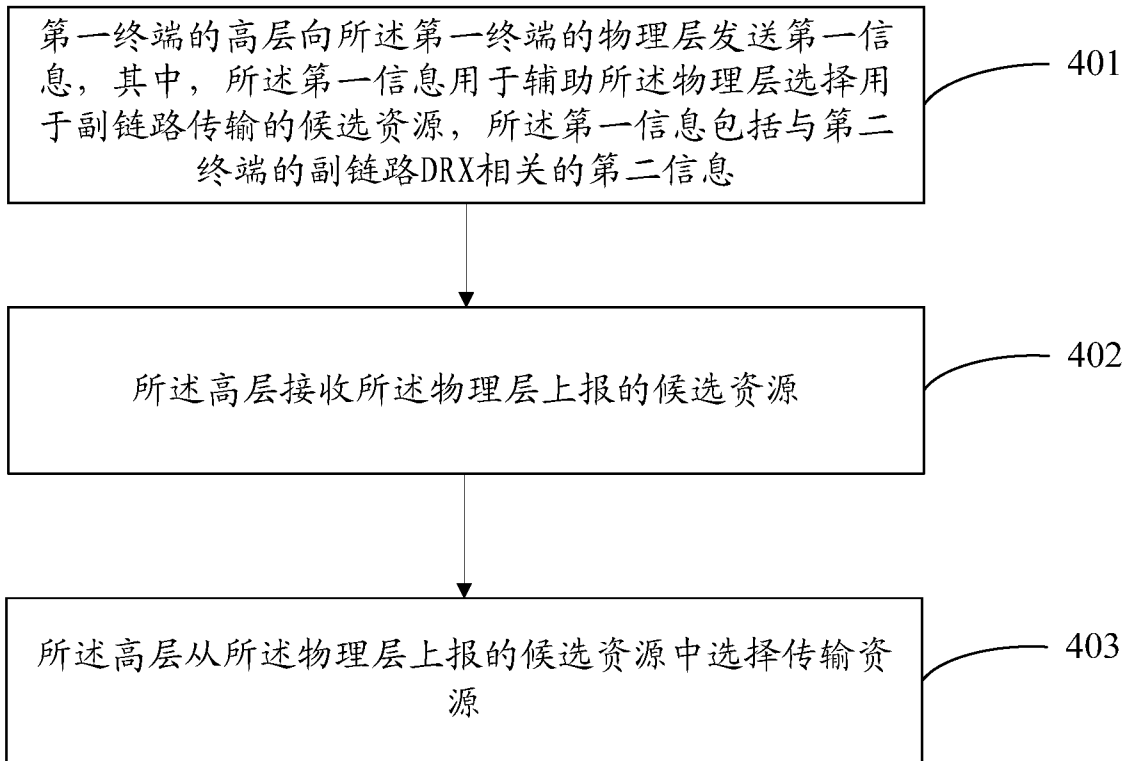 第一终端的高层向所述第一终端的物理层发送第一信
息，其中，所述第一信息用于辅助所述物理层选择用
于副链路传输的候选资源，所述第一信息包括与第二
终端的副链路DRX相关的第二信息
401
所述高层接收所述物理层上报的候选资源
402
所述高层从所述物理层上报的候选资源中选择传输资
源
403